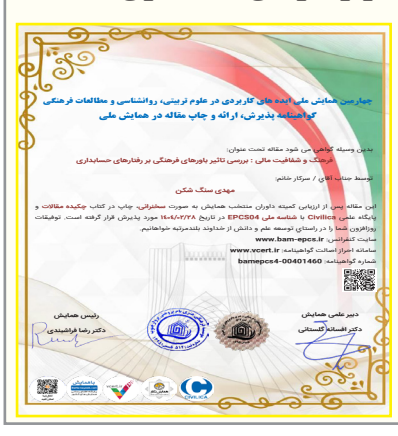 چهارمین همایش ملی ایده های کاربردی در علوم تربیتی، روانشناسی و مطالعات فرهنگی
گواهینامه پذیرش، ارائه و چاپ مقاله در همایش ملی
بدین وسیله گواهی می شود مقاله تحت عنوان:
فرهنگ و شفافیت مالی : بررسی تاثیر باورهای فرهنگی بر رفتارهای حسابداری
توسط جناب آقای / سرکار خانم:
مهدی سنگ شکن
این مقاله پس از ارزیابی کمیته داوران منتخب همایش به صورت سخنرانی، چاپ در کتاب چکیده مقالات و
پایگاه علمی Civilica با شناسه ملی EPCS04 در تاریخ ۱۴۰۴/۰۲/۲۸ مورد پذیرش قرار گرفته است. توفیقات
روزافزون شما را در راستای توسعه علم و دانش از خداوند بلندمرتبه خواهانیم.
سایت کنفرانس: www.bam-epcs.ir
سامانه احراز اصالت گواهینامه: www.vcert.ir
شماره گواهینامه: bamepcs4-00401460
دبیر علمی همایش
دکتر افسانه گلستانی
رئیس همایش
دکتر رضا قراشبندی
CIVILICA